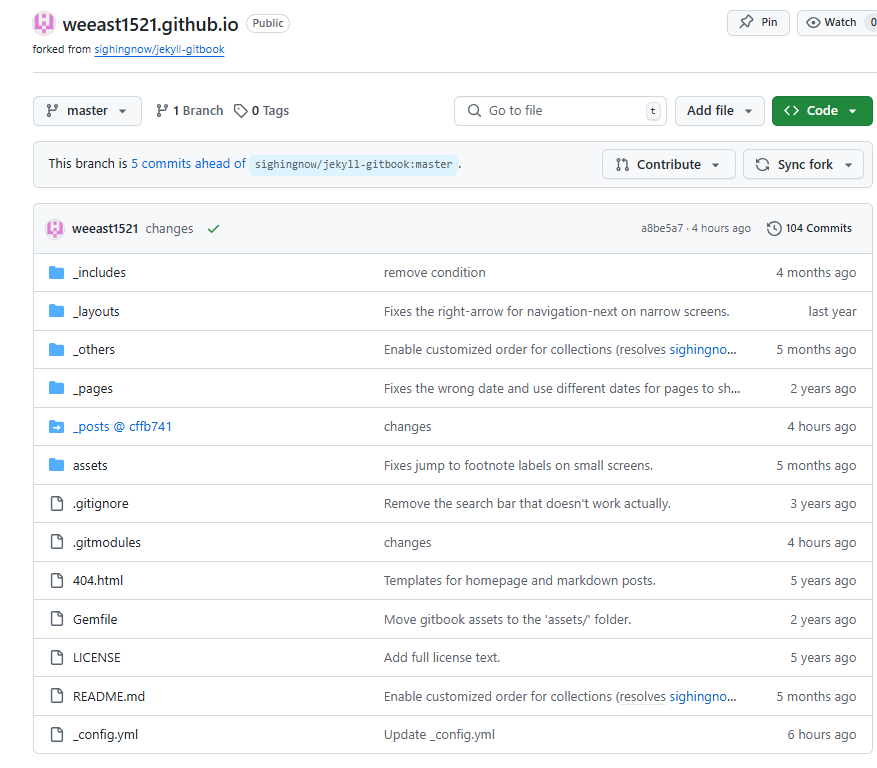 weeast1521.github.io Public Pin Watch 0
forked from sighingnow/jekyll-gitbook
master 1 Branch 0 Tags Go to file t Add file Code
This branch is 5 commits ahead of sighingnow/jekyll-gitbook:master . Contribute Sync fork
weeast1521 changes a8be5a7 · 4 hours ago 104 Commits
_includes remove condition 4 months ago
_layouts Fixes the right-arrow for navigation-next on narrow screens. last year
_others Enable customized order for collections (resolves sighingno... 5 months ago
_pages Fixes the wrong date and use different dates for pages to sh... 2 years ago
_posts @ cffb741 changes 4 hours ago
assets Fixes jump to footnote labels on small screens. 5 months ago
.gitignore Remove the search bar that doesn't work actually. 3 years ago
.gitmodules changes 4 hours ago
404.html Templates for homepage and markdown posts. 5 years ago
Gemfile Move gitbook assets to the 'assets/' folder. 2 years ago
LICENSE Add full license text. 5 years ago
README.md Enable customized order for collections (resolves sighingno... 5 months ago
_config.yml Update _config.yml 6 hours ago